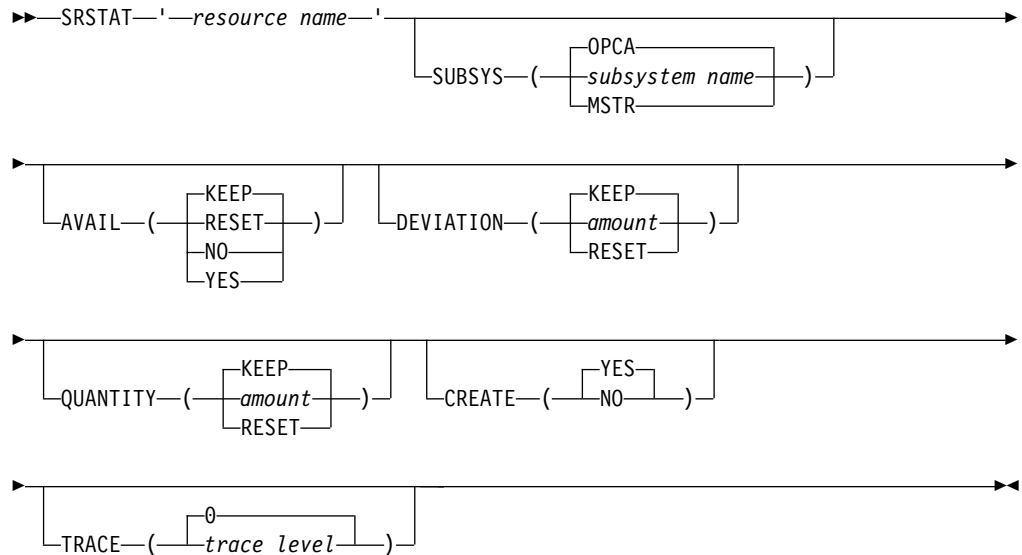 SRSTAT ' resource name '
OPCA
SUBSYS ( subsystem name )
MSTR
KEEP KEEP
AVAIL ( RESET ) DEVIATION ( amount )
NO RESET
YES
KEEP YES
QUANTITY ( amount ) CREATE ( NO )
RESET
0
TRACE ( trace level )